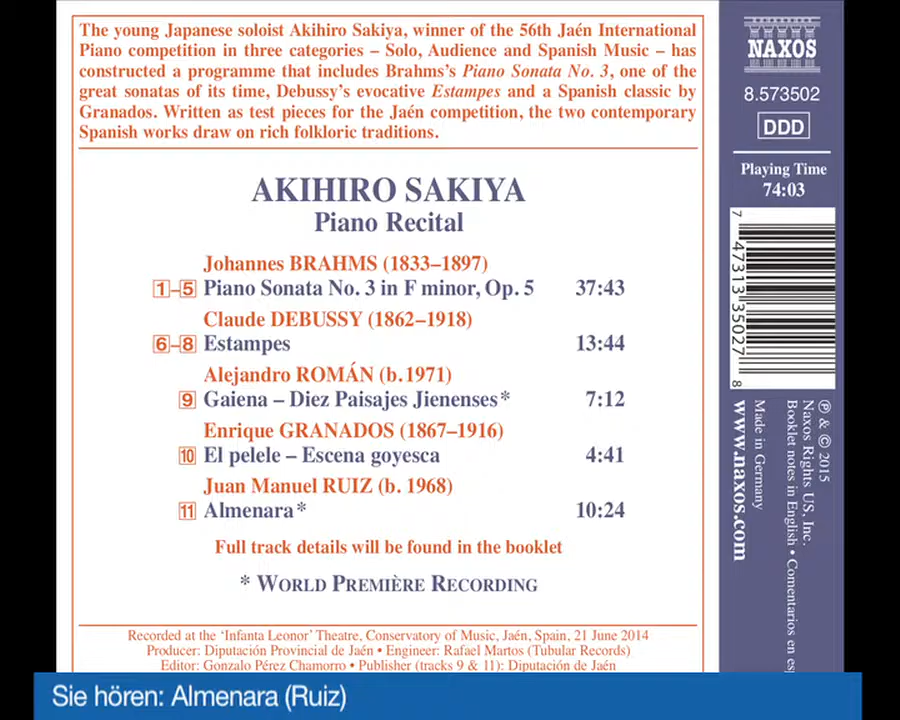 The young Japanese soloist Akihiro Sakiya, winner of the 56th Jaén International
Piano competition in three categories – Solo, Audience and Spanish Music – has
constructed a programme that includes Brahms's Piano Sonata No. 3, one of the
great sonatas of its time, Debussy's evocative Estampes and a Spanish classic by
Granados. Written as test pieces for the Jaén competition, the two contemporary
Spanish works draw on rich folkloric traditions.
AKIHIRO SAKIYA
Piano Recital
Johannes BRAHMS (1833–1897)
1–5 Piano Sonata No. 3 in F minor, Op. 5 37:43
Claude DEBUSSY (1862–1918)
6–8 Estampes 13:44
Alejandro ROMÁN (b.1971)
9 Gaiena – Diez Paisajes Jienenses* 7:12
Enrique GRANADOS (1867–1916)
10 El pelele – Escena goyesca 4:41
Juan Manuel RUIZ (b. 1968)
11 Almenara* 10:24
Full track details will be found in the booklet
* WORLD PREMIÈRE RECORDING
Recorded at the 'Infanta Leonor' Theatre, Conservatory of Music, Jaén, Spain, 21 June 2014
Producer: Diputación Provincial de Jaén • Engineer: Rafael Martos (Tubular Records)
Editor: Gonzalo Pérez Chamorro • Publisher (tracks 9 & 11): Diputación de Jaén
NAXOS
8.573502
DDD
Playing Time
74:03
7 47313 35027 8
℗ & © 2015
Naxos Rights US, Inc.
Booklet notes in English • Comentarios en
Made in Germany
www.naxos.com
Sie hören: Almenara (Ruiz)